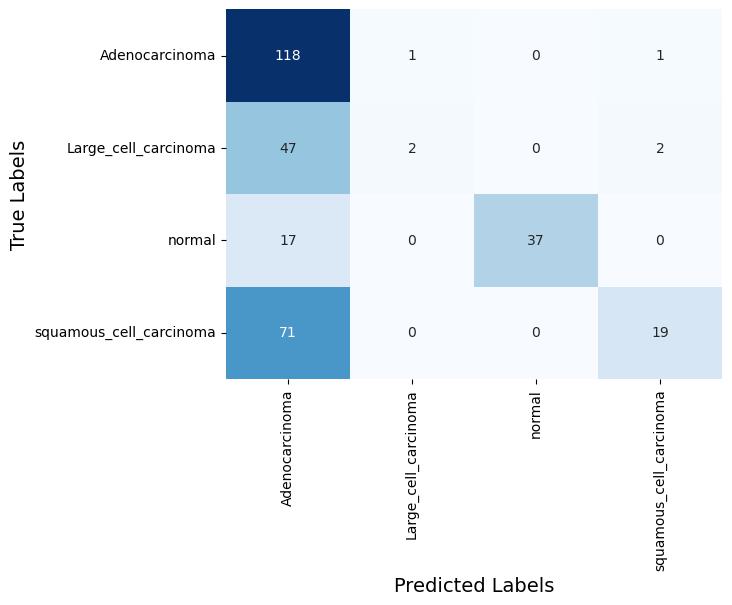 True Labels
Adenocarcinoma 118 1 0 1
Large_cell_carcinoma 47 2 0 2
normal 17 0 37 0
squamous_cell_carcinoma 71 0 0 19
Adenocarcinoma
Large_cell_carcinoma
normal
squamous_cell_carcinoma
Predicted Labels